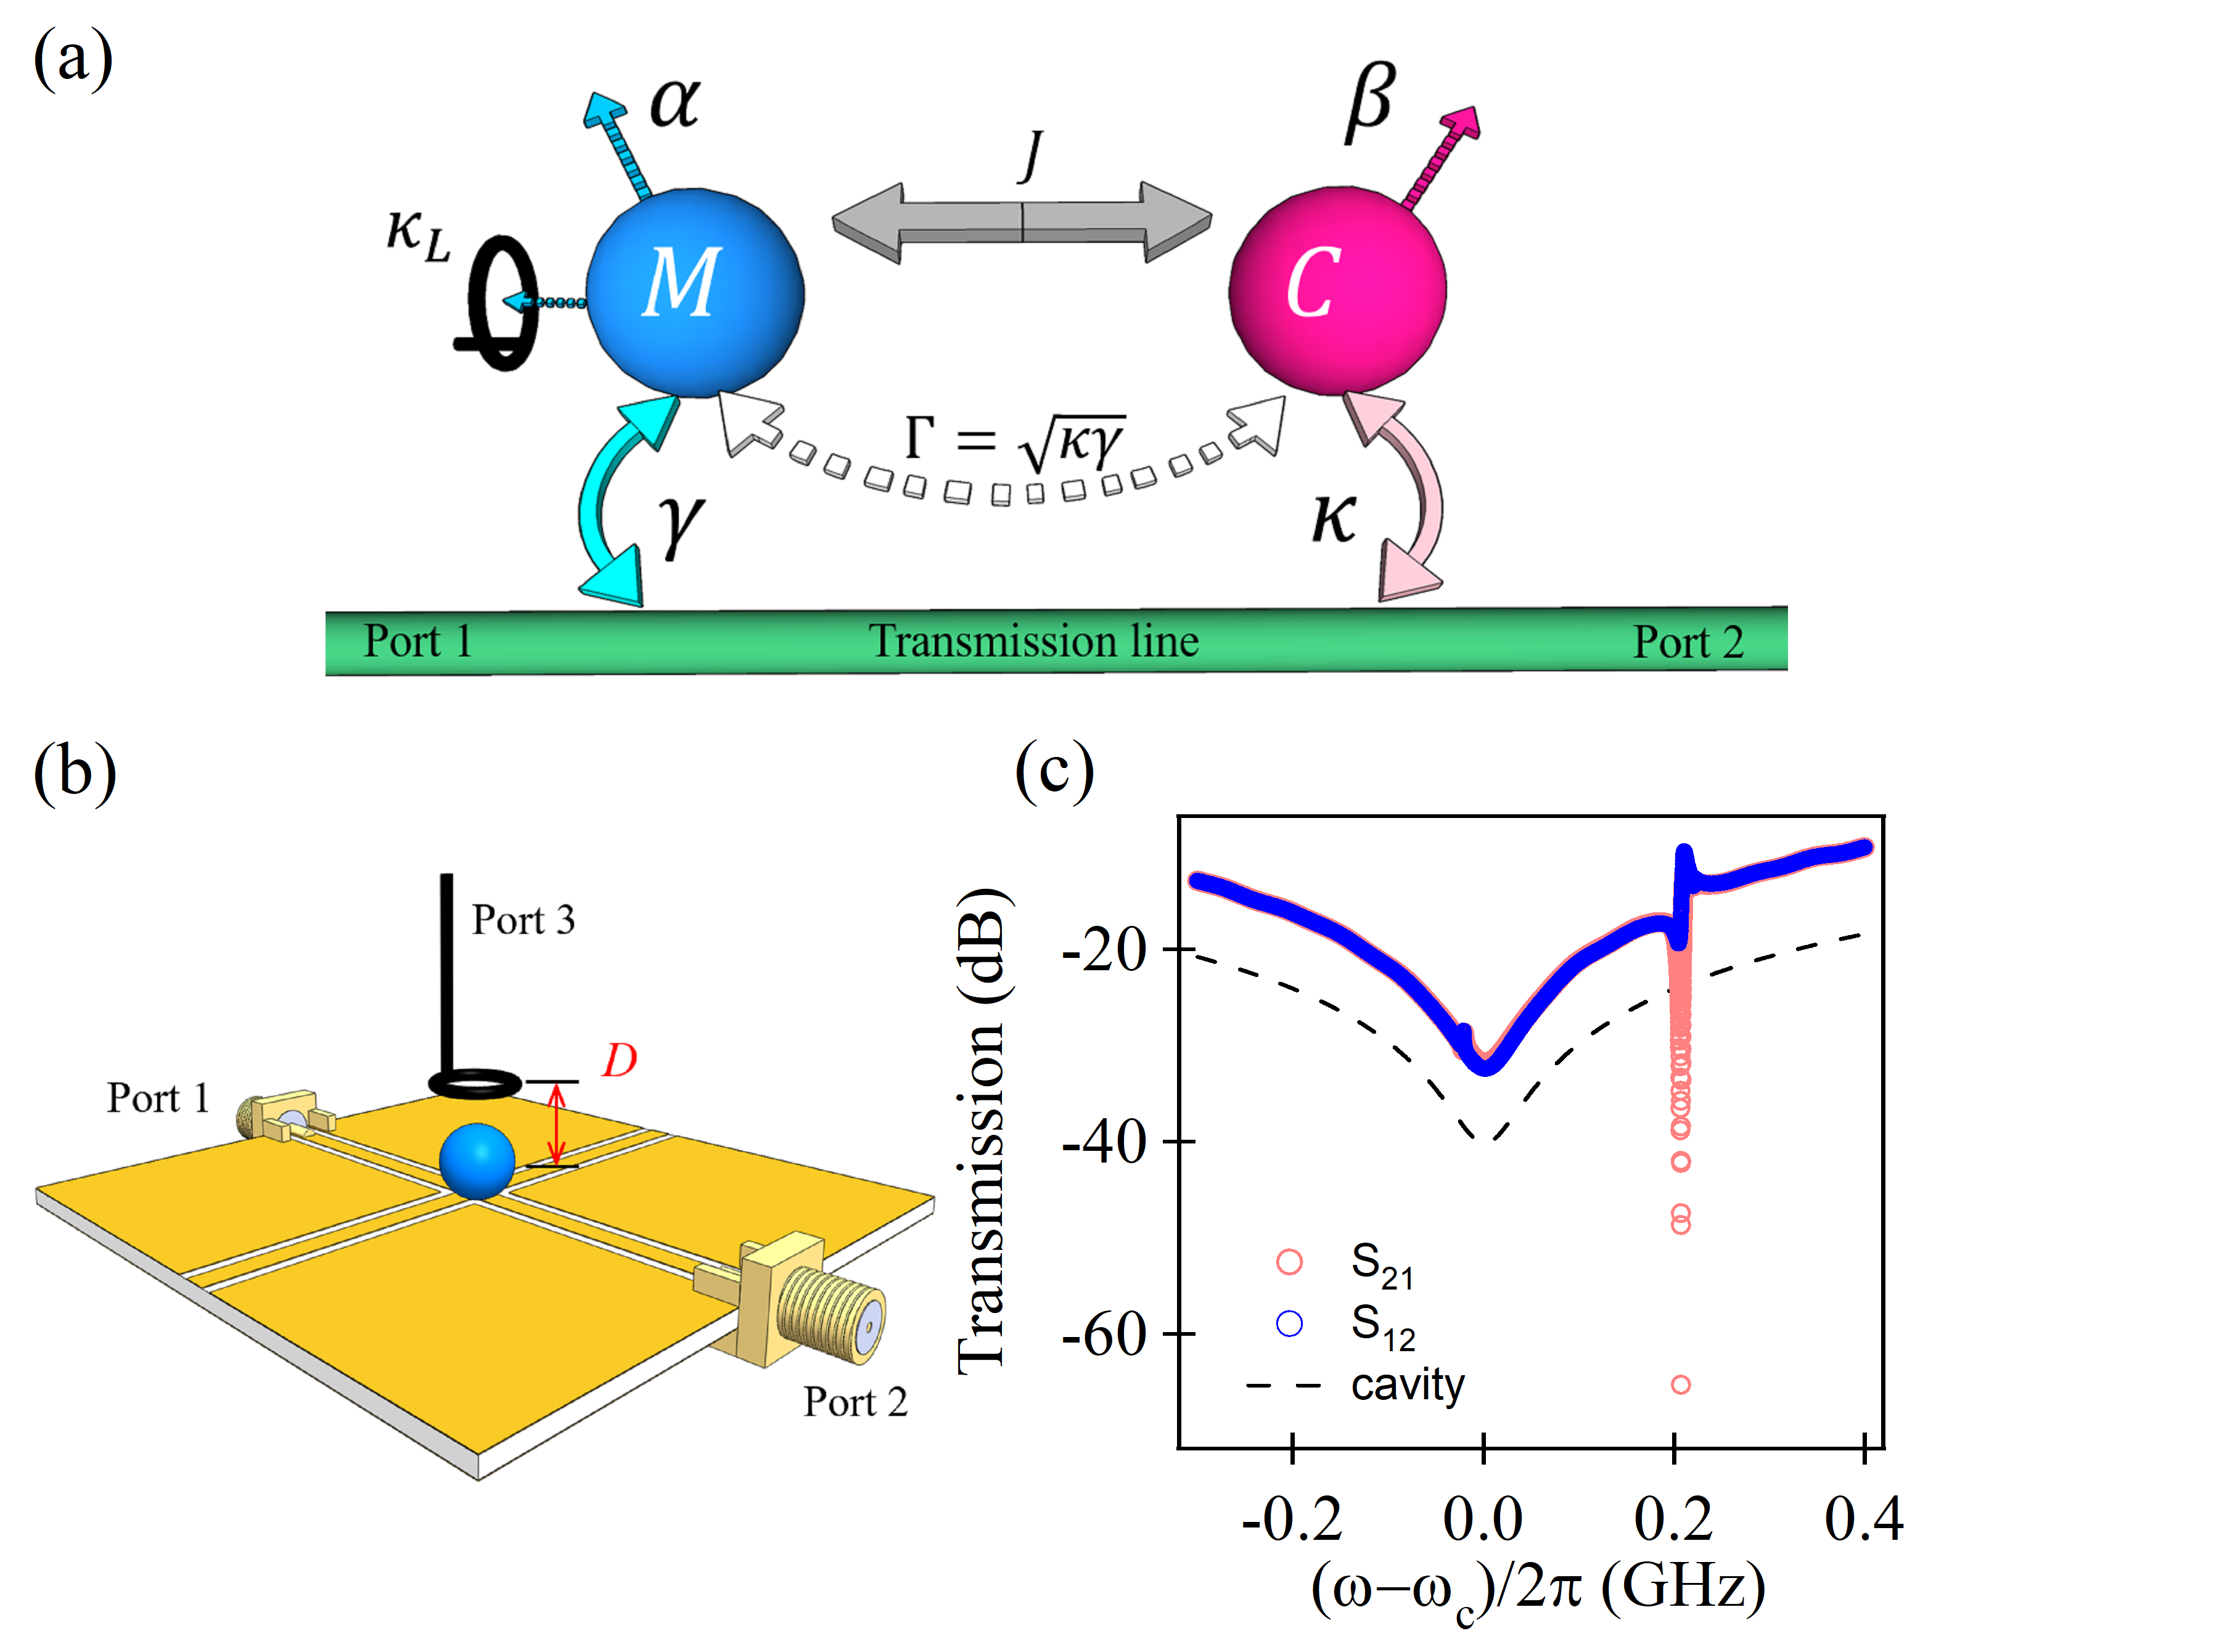 (a)
α
β
J
κ_L
M
C
Γ = √κγ
γ
κ
Port 1
Transmission line
Port 2
(b)
Port 3
D
Port 1
Port 2
(c)
Transmission (dB)
-20
-40
-60
S21
S12
cavity
-0.2 0.0 0.2 0.4
(ω−ωc)/2π (GHz)